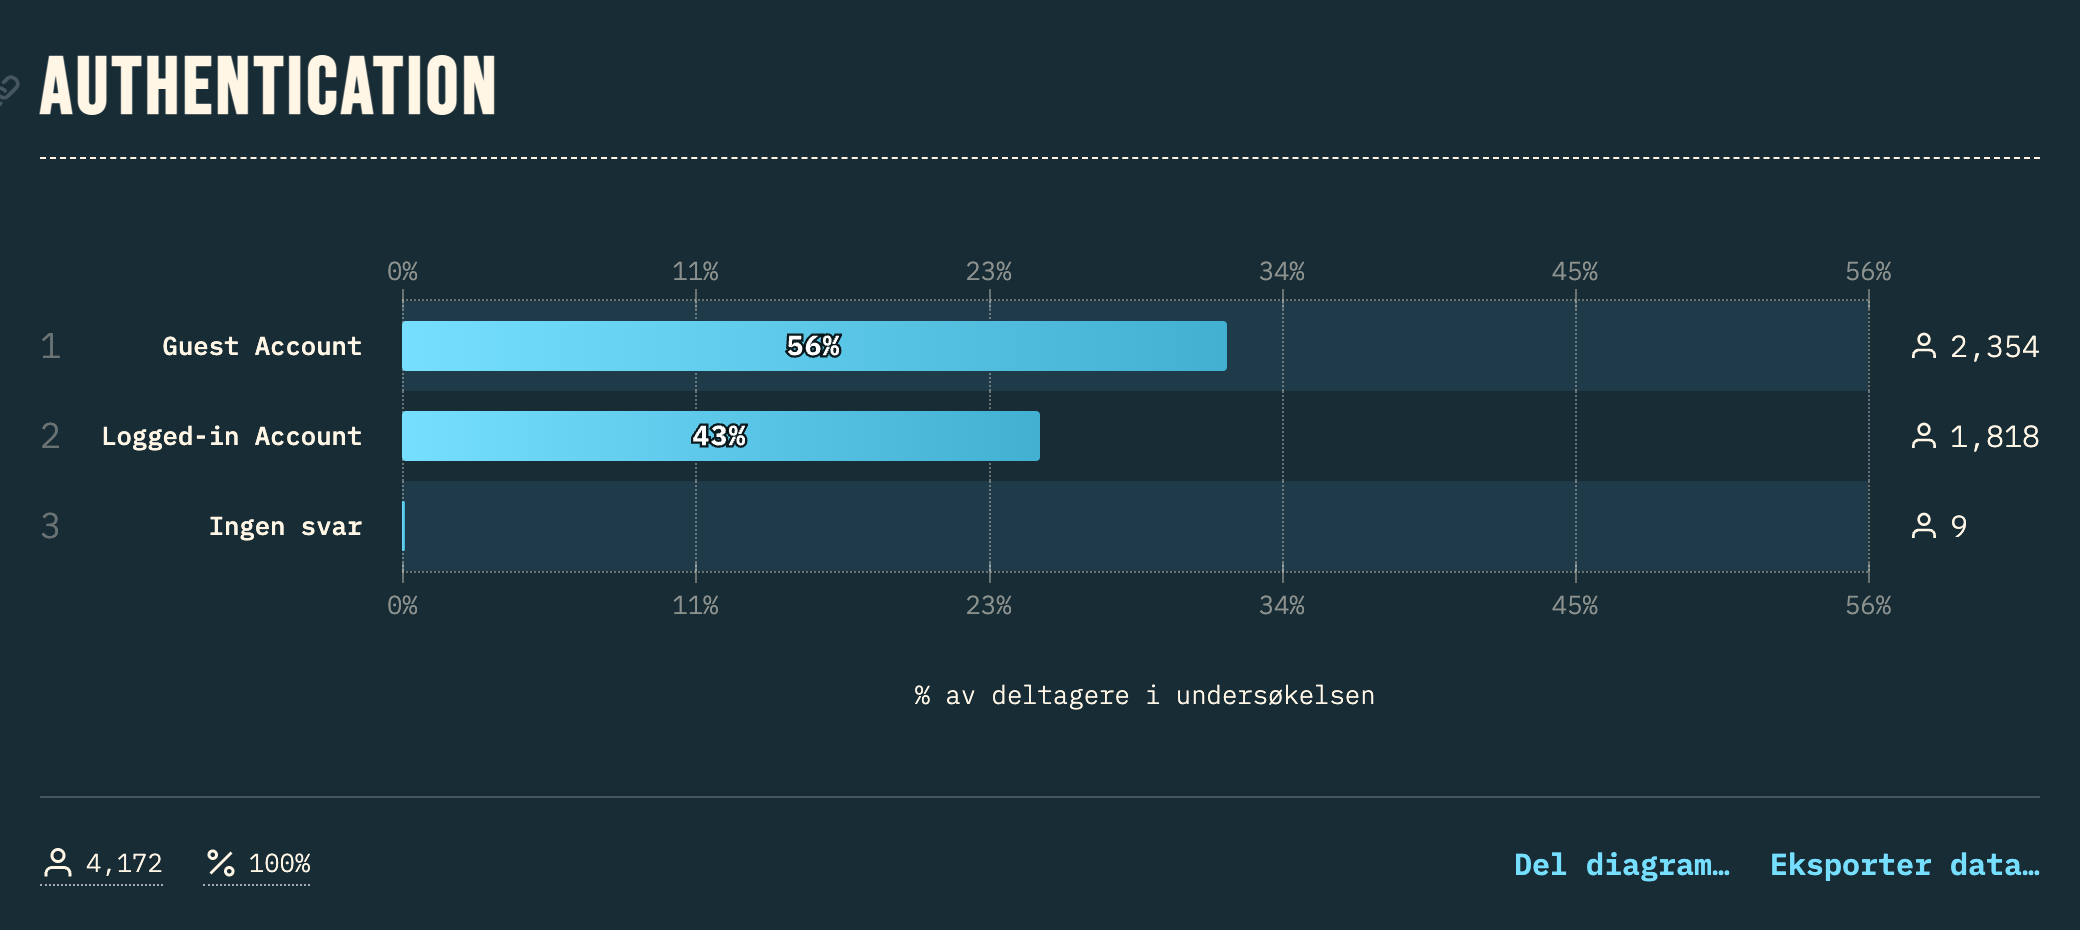 AUTHENTICATION
0% 11% 23% 34% 45% 56%
1 Guest Account 56% 2,354
2 Logged-in Account 43% 1,818
3 Ingen svar 9
0% 11% 23% 34% 45% 56%
% av deltagere i undersøkelsen
4,172 100% Del diagram… Eksporter data…